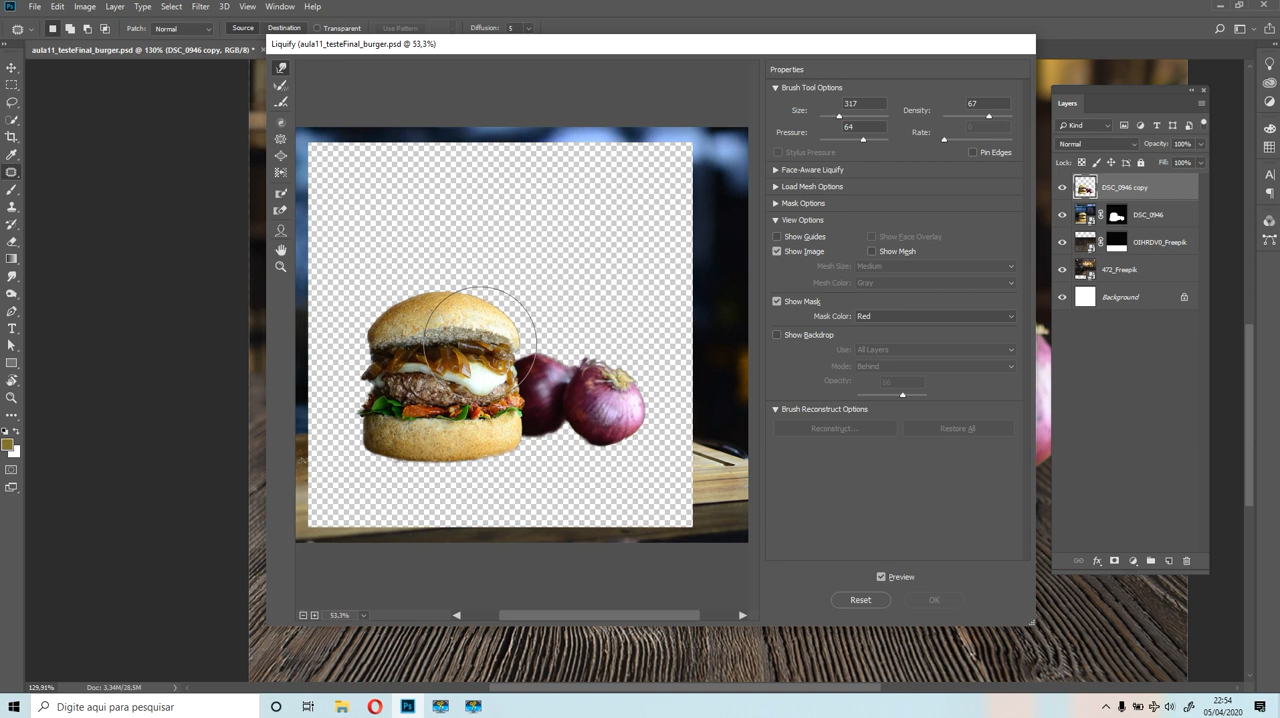 Ps File Edit Image Layer Type Select Filter 3D View Window Help
Patch: Normal Source Destination Transparent Use Pattern Diffusion: 5
aula11_testeFinal_burger.psd @ 130% (DSC_0946 copy, RGB/8) *
Liquify (aula11_testeFinal_burger.psd @ 53,3%)
Properties
Brush Tool Options
Size: 317 Density: 67
Pressure: 64 Rate: 0
Stylus Pressure Pin Edges
Face-Aware Liquify
Load Mesh Options
Mask Options
View Options
Show Guides Show Face Overlay
Show Image Show Mesh
Mesh Size: Medium
Mesh Color: Gray
Show Mask
Mask Color: Red
Show Backdrop
Use: All Layers
Mode: Behind
Opacity: 66
Brush Reconstruct Options
Reconstruct... Restore All
Preview
Reset OK
53,3%
Layers
Kind
Normal Opacity: 100%
Lock: Fill: 100%
DSC_0946 copy
DSC_0946
OIHRDV0_Freepik
472_Freepik
Background
fx
129,91% Doc: 3,34M/28,5M
Digite aqui para pesquisar
Ps
22:54
05/04/2020